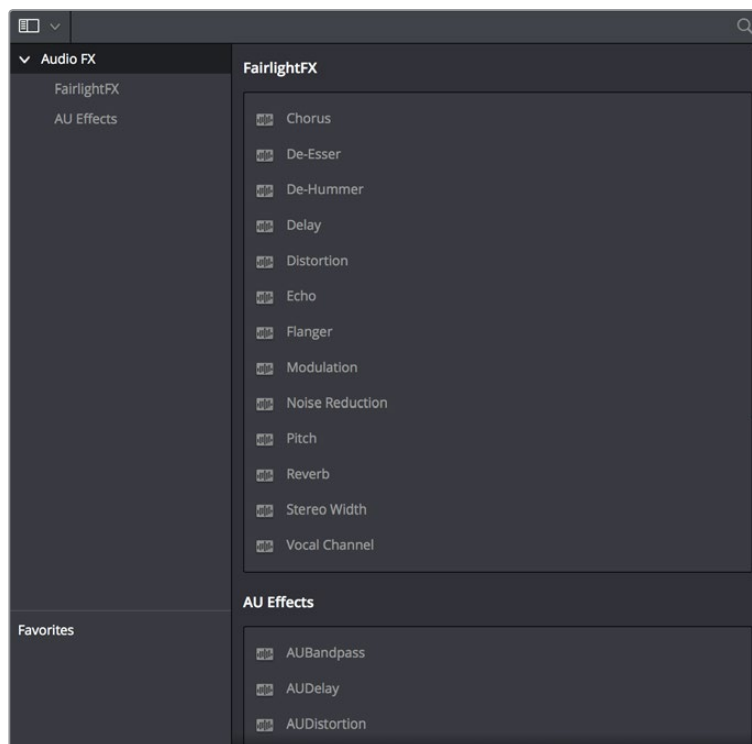 Audio FX
FairlightFX
AU Effects
Favorites
FairlightFX
Chorus
De-Esser
De-Hummer
Delay
Distortion
Echo
Flanger
Modulation
Noise Reduction
Pitch
Reverb
Stereo Width
Vocal Channel
AU Effects
AUBandpass
AUDelay
AUDistortion